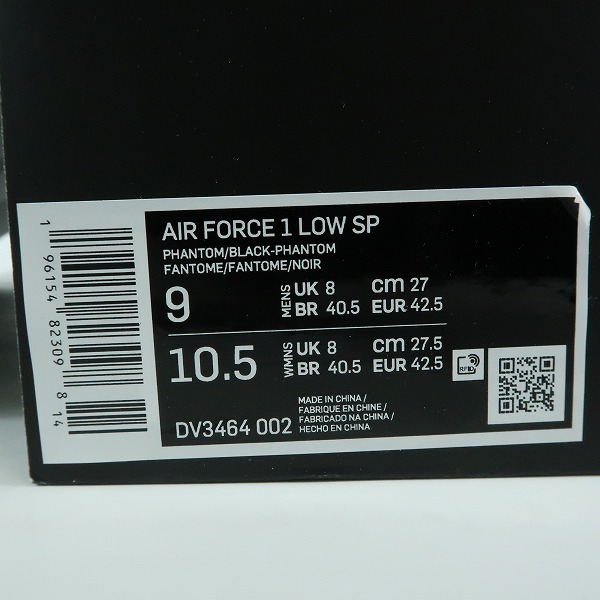 AIR FORCE 1 LOW SP
PHANTOM/BLACK-PHANTOM
FANTOME/FANTOME/NOIR
9 MENS UK 8 cm 27
BR 40.5 EUR 42.5
10.5 WMNS UK 8 cm 27.5
BR 40.5 EUR 42.5
RFID
DV3464 002
MADE IN CHINA /
FABRIQUE EN CHINE /
FABRICADO NA CHINA /
HECHO EN CHINA
1 96154 82309 8 14